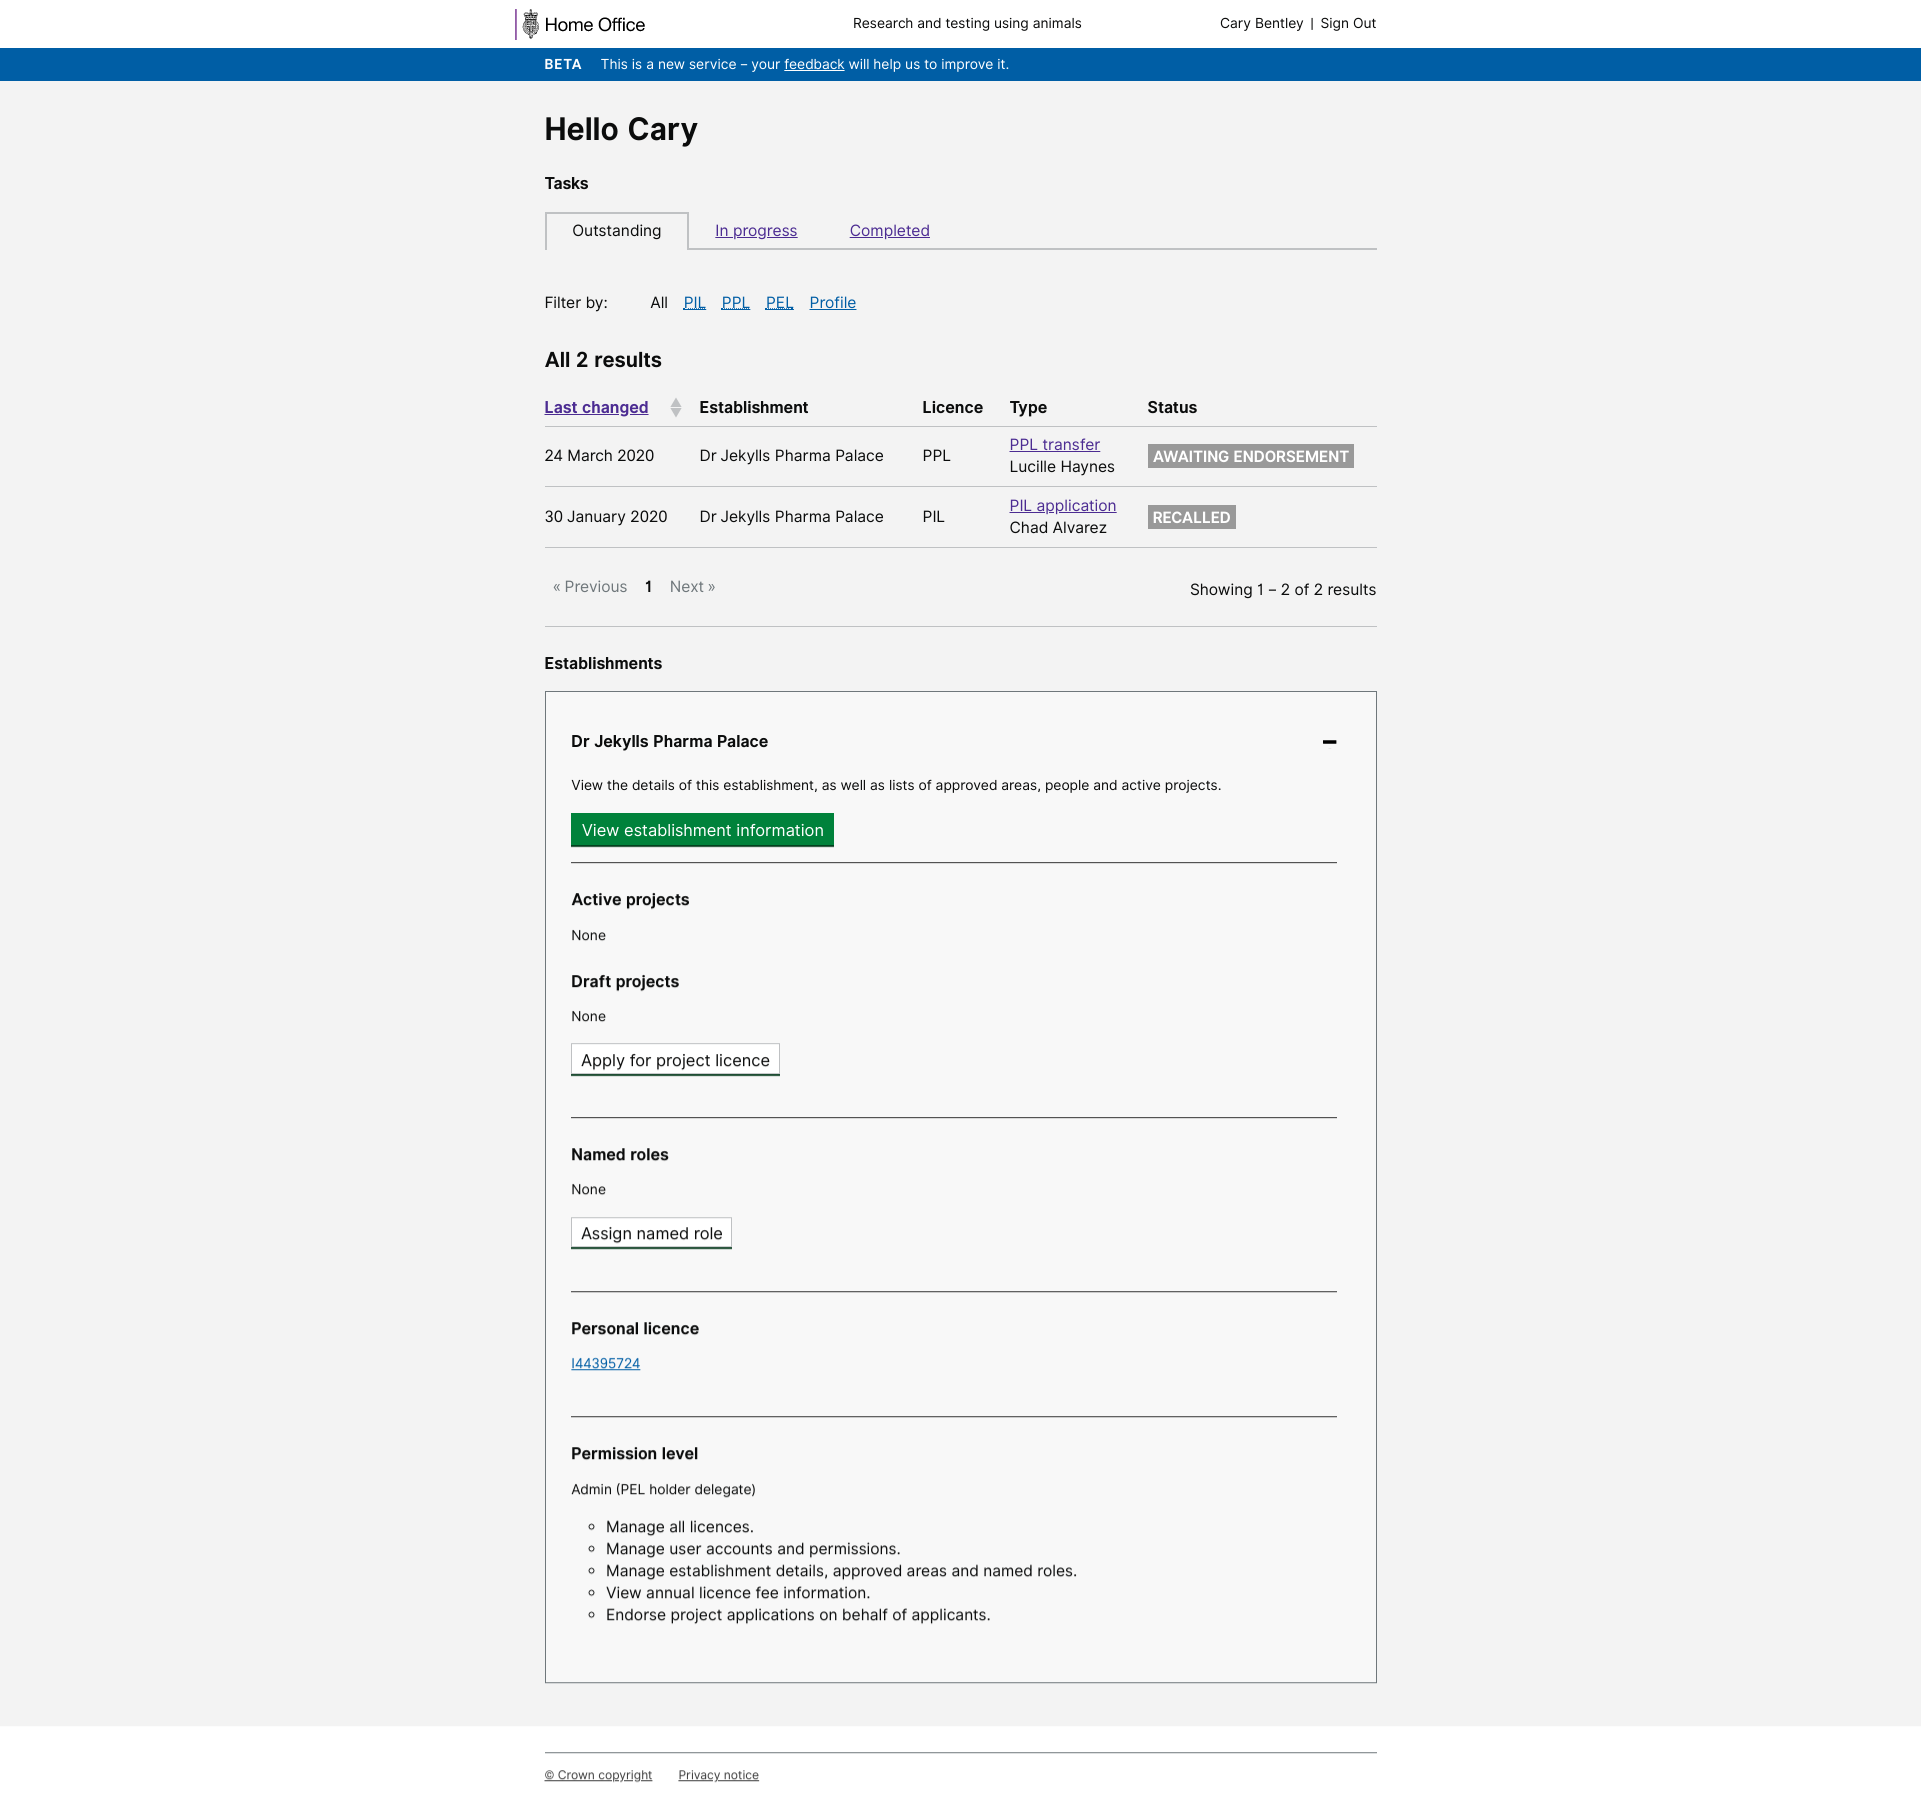 Home Office
Research and testing using animals
Cary Bentley | Sign Out
BETA This is a new service – your feedback will help us to improve it.
Hello Cary
Tasks
Outstanding In progress Completed
Filter by: All PIL PPL PEL Profile
All 2 results
Last changed Establishment Licence Type Status
24 March 2020 Dr Jekylls Pharma Palace PPL PPL transfer AWAITING ENDORSEMENT
Lucille Haynes
30 January 2020 Dr Jekylls Pharma Palace PIL PIL application RECALLED
Chad Alvarez
« Previous 1 Next »
Showing 1 – 2 of 2 results
Establishments
Dr Jekylls Pharma Palace
View the details of this establishment, as well as lists of approved areas, people and active projects.
View establishment information
Active projects
None
Draft projects
None
Apply for project licence
Named roles
None
Assign named role
Personal licence
I44395724
Permission level
Admin (PEL holder delegate)
Manage all licences.
Manage user accounts and permissions.
Manage establishment details, approved areas and named roles.
View annual licence fee information.
Endorse project applications on behalf of applicants.
© Crown copyright Privacy notice